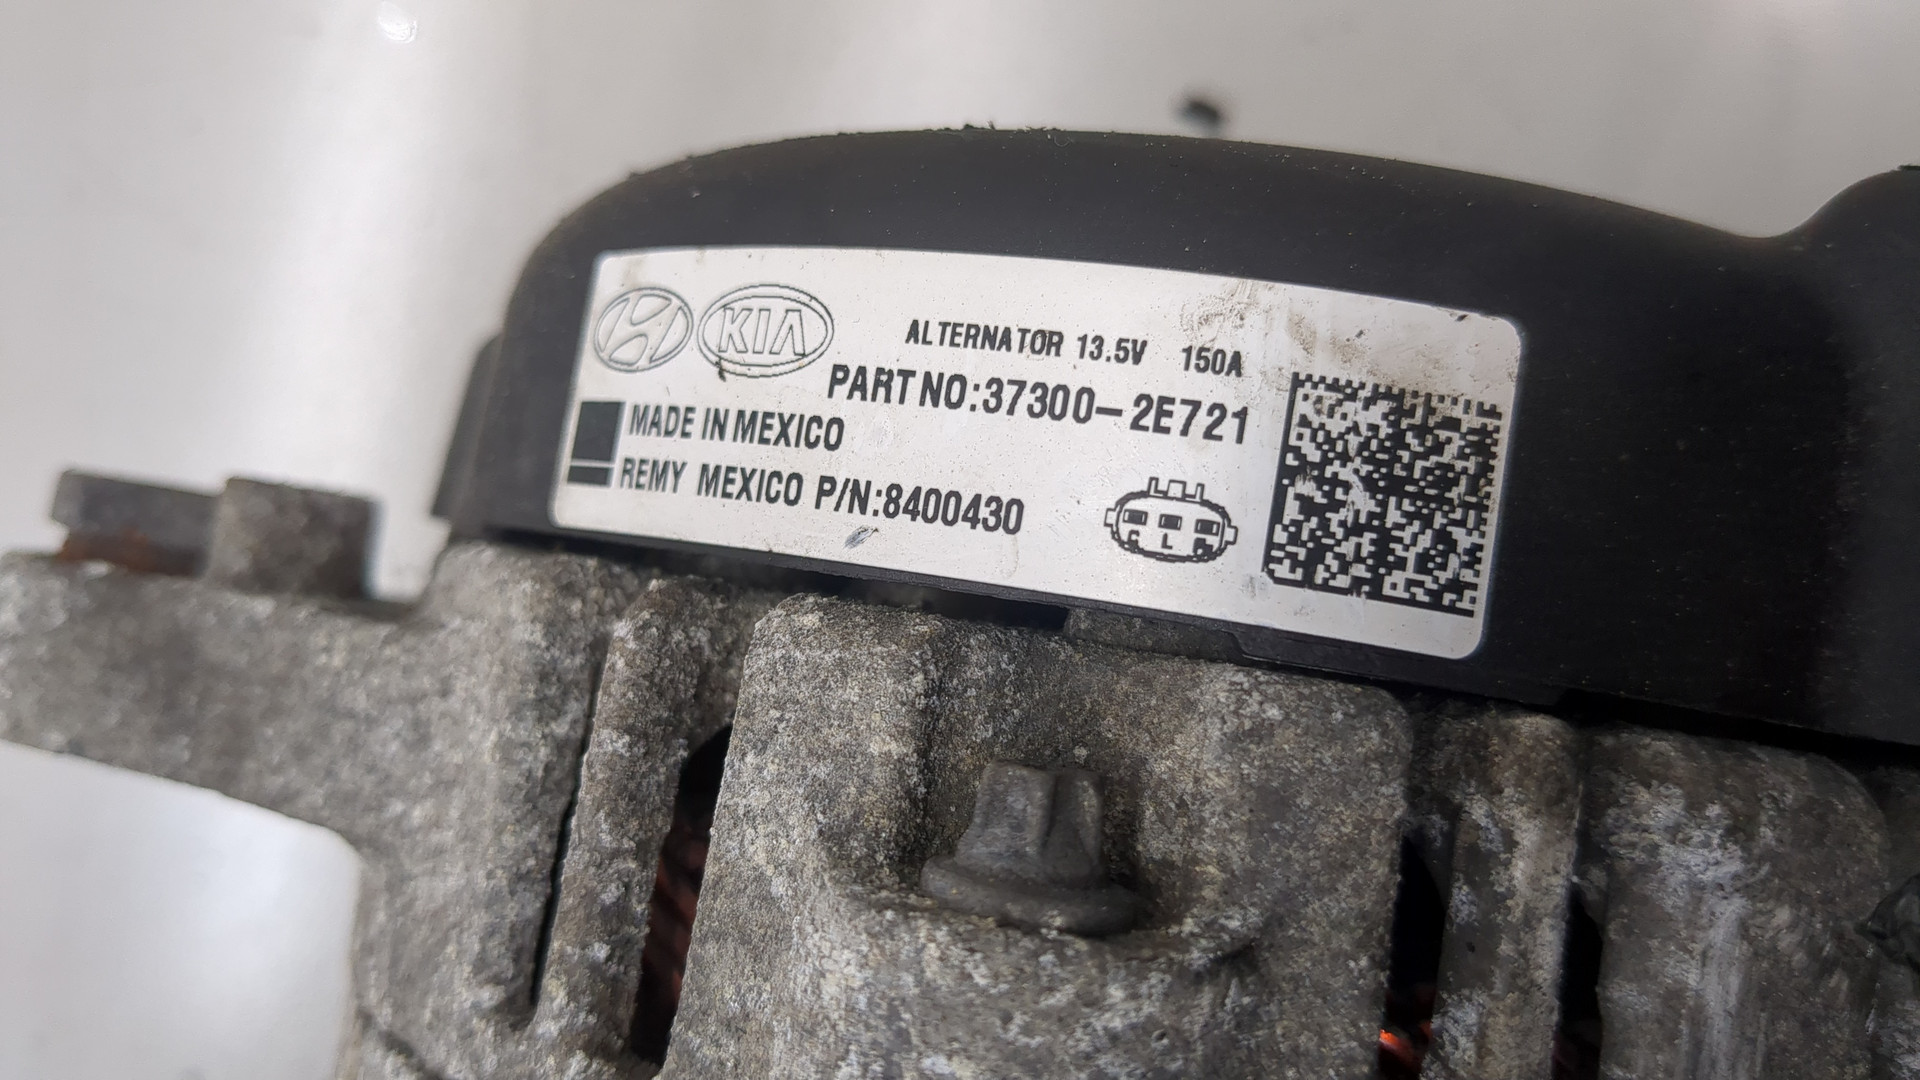 KIA
ALTERNATOR 13.5V 150A
PART NO:37300-2E721
MADE IN MEXICO
REMY MEXICO P/N:8400430
L